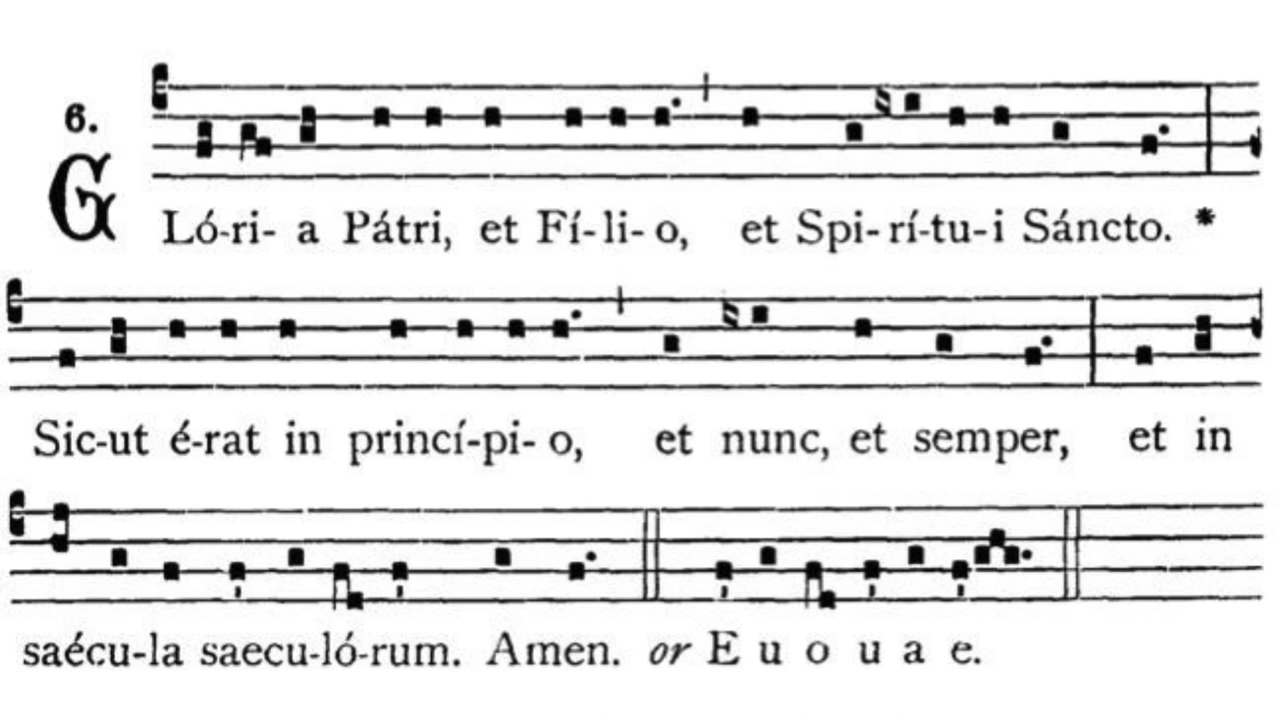 6.
GLó-ri- a Pátri, et Fí-li-o, et Spi-rí-tu-i Sáncto. *
Sic-ut é-rat in princí-pi-o, et nunc, et semper, et in
saécu-la saecu-ló-rum. Amen. or E u o u a e.